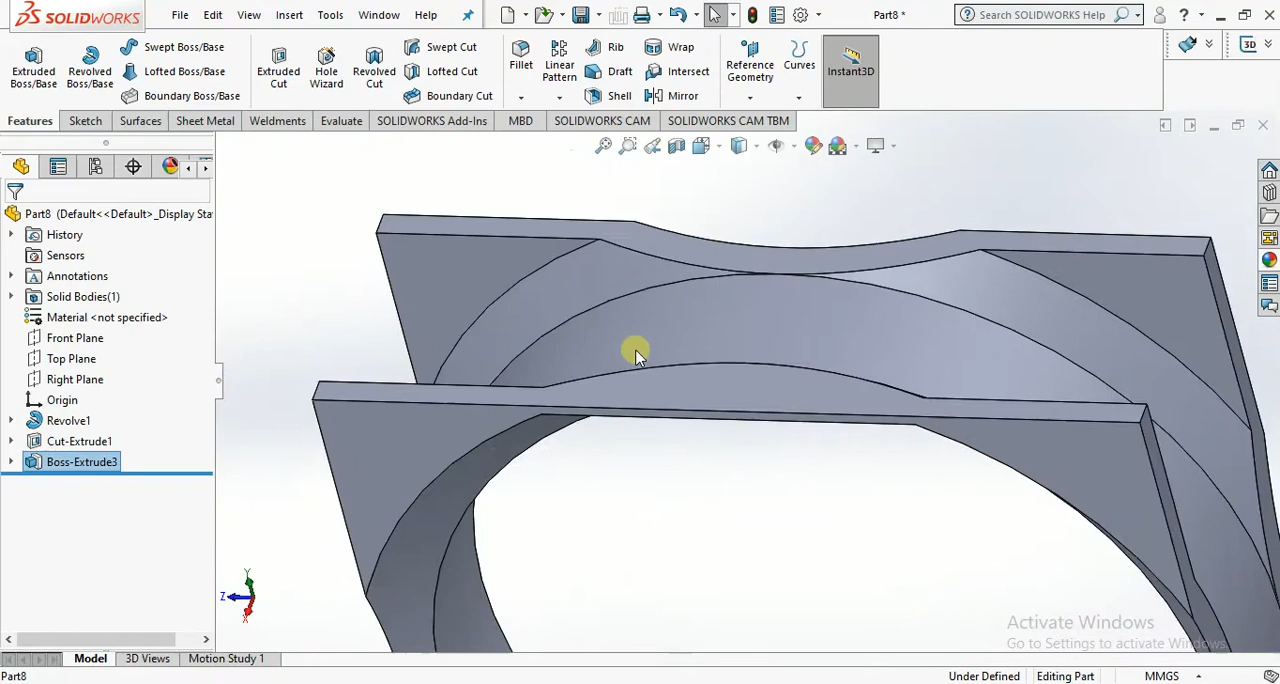 SOLIDWORKS File Edit View Insert Tools Window Help Part8 * Search SOLIDWORKS Help ?
Extruded Boss/Base
Revolved Boss/Base
Swept Boss/Base
Lofted Boss/Base
Boundary Boss/Base
Extruded Cut
Hole Wizard
Revolved Cut
Swept Cut
Lofted Cut
Boundary Cut
Fillet
Linear Pattern
Rib
Draft
Shell
Wrap
Intersect
Mirror
Reference Geometry
Curves
Instant3D
3D
Features Sketch Surfaces Sheet Metal Weldments Evaluate SOLIDWORKS Add-Ins MBD SOLIDWORKS CAM SOLIDWORKS CAM TBM
Part8 (Default<<Default>_Display Sta
History
Sensors
Annotations
Solid Bodies(1)
Material <not specified>
Front Plane
Top Plane
Right Plane
Origin
Revolve1
Cut-Extrude1
Boss-Extrude3
Y
Z
X
Activate Windows
Go to Settings to activate Windows.
Model 3D Views Motion Study 1
Part8 Under Defined Editing Part MMGS